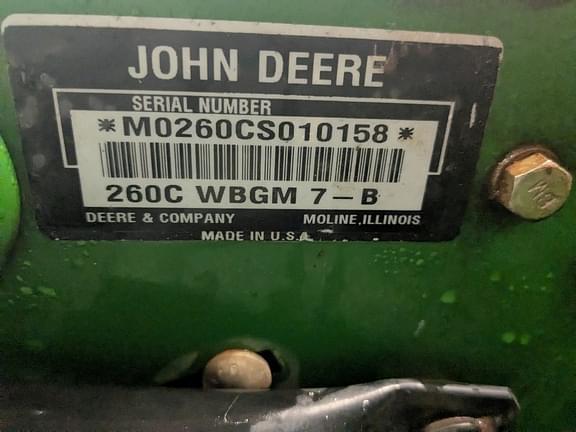 JOHN DEERE
SERIAL NUMBER
*M0260CS010158*
260C WBGM 7-B
DEERE & COMPANY MOLINE, ILLINOIS
MADE IN U.S.A.